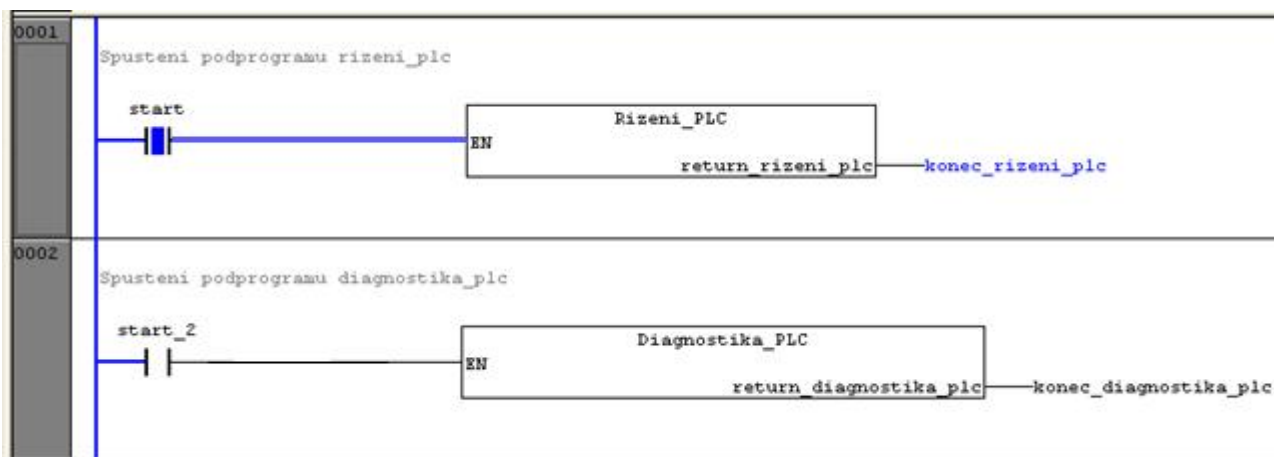 0001
Spusteni podprogramu rizeni_plc
start
Rizeni_PLC
EN
return_rizeni_plc
konec_rizeni_plc
0002
Spusteni podprogramu diagnostika_plc
start_2
Diagnostika_PLC
EN
return_diagnostika_plc
konec_diagnostika_plc